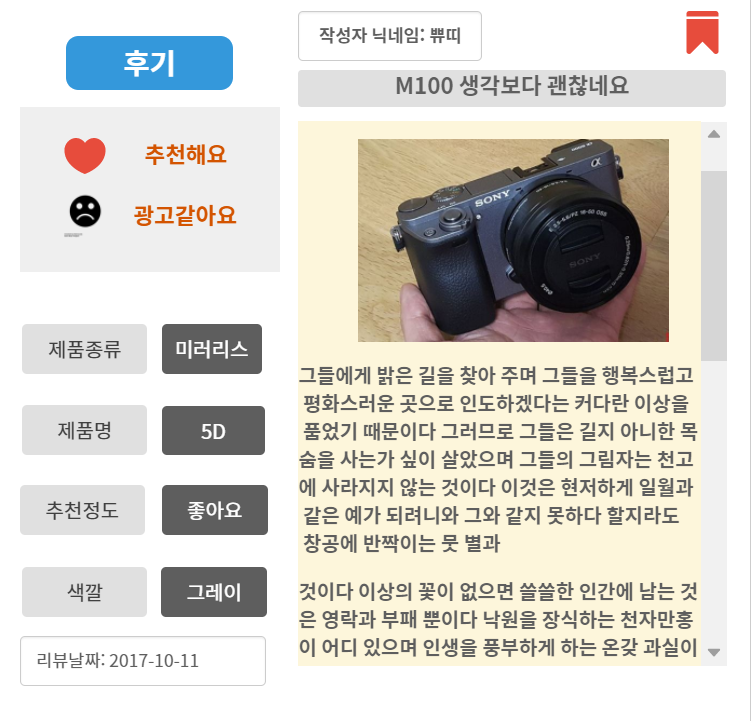 후기
추천해요
광고같아요
제품종류 미러리스
제품명 5D
추천정도 좋아요
색깔 그레이
리뷰날짜: 2017-10-11
작성자 닉네임: 쀼띠
M100 생각보다 괜찮네요
SONY
α
SONY
그들에게 밝은 길을 찾아 주며 그들을 행복스럽고
평화스러운 곳으로 인도하겠다는 커다란 이상을
품었기 때문이다 그러므로 그들은 길지 아니한 목
숨을 사는가 싶이 살았으며 그들의 그림자는 천고
에 사라지지 않는 것이다 이것은 현저하게 일월과
같은 예가 되려니와 그와 같지 못하다 할지라도
창공에 반짝이는 뭇 별과
것이다 이상의 꽃이 없으면 쓸쓸한 인간에 남는 것
은 영락과 부패 뿐이다 낙원을 장식하는 천자만홍
이 어디 있으며 인생을 풍부하게 하는 온갖 과실이